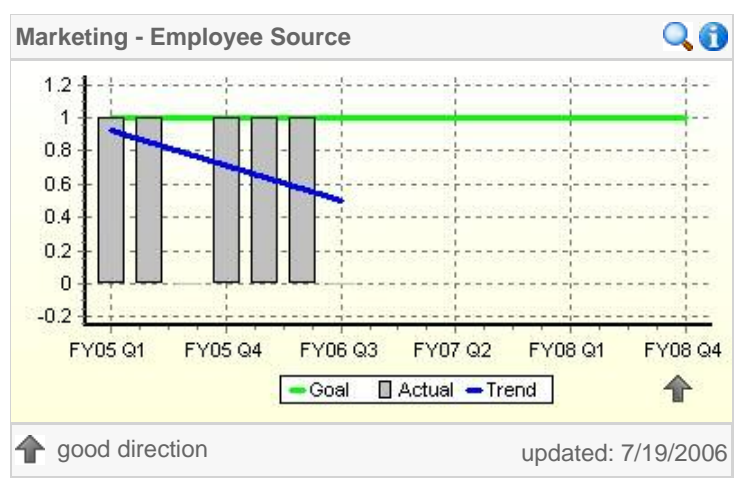 Marketing - Employee Source
1.2
1
0.8
0.6
0.4
0.2
0
-0.2
FY05 Q1 FY05 Q4 FY06 Q3 FY07 Q2 FY08 Q1 FY08 Q4
Goal Actual Trend
good direction updated: 7/19/2006